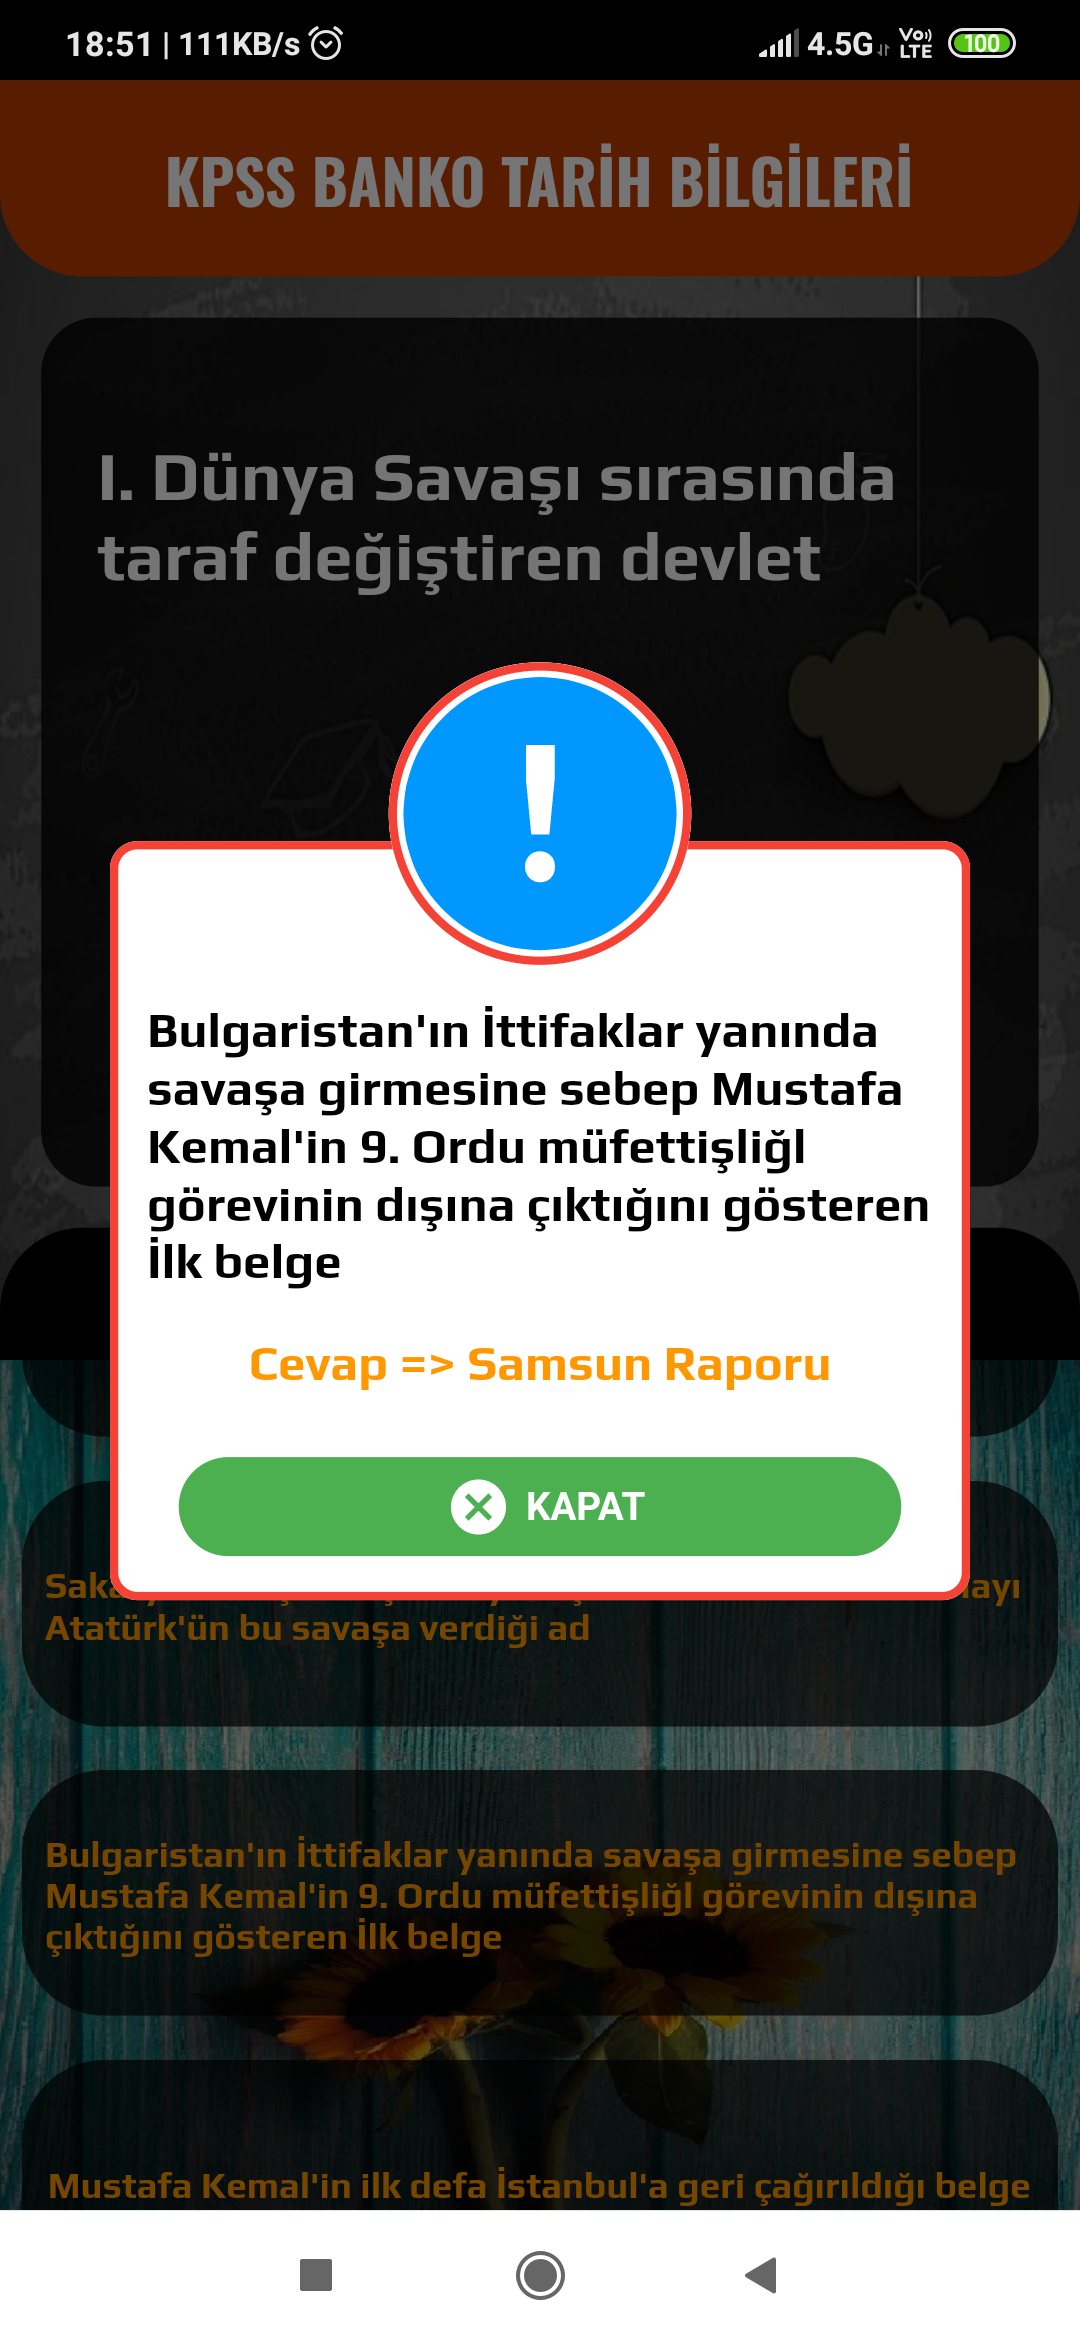 18:51 | 111KB/s
4.5G
Vo)) LTE
100
KPSS BANKO TARİH BİLGİLERİ
I. Dünya Savaşı sırasında
taraf değiştiren devlet
!
Bulgaristan'ın İttifaklar yanında
savaşa girmesine sebep Mustafa
Kemal'in 9. Ordu müfettişliğl
görevinin dışına çıktığını gösteren
İlk belge
Cevap => Samsun Raporu
KAPAT
Atatürk'ün bu savaşa verdiği ad
Bulgaristan'ın İttifaklar yanında savaşa girmesine sebep
Mustafa Kemal'in 9. Ordu müfettişliğl görevinin dışına
çıktığını gösteren İlk belge
Mustafa Kemal'in ilk defa İstanbul'a geri çağırıldığı belge